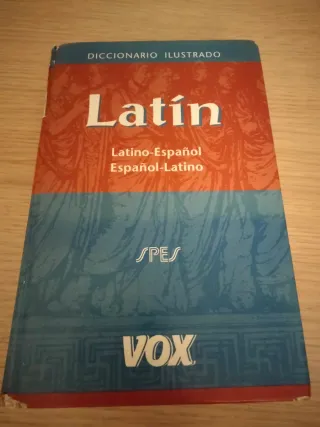 DICCIONARIO ILUSTRADO
Latín
Latino-Español
Español-Latino
SPES
VOX